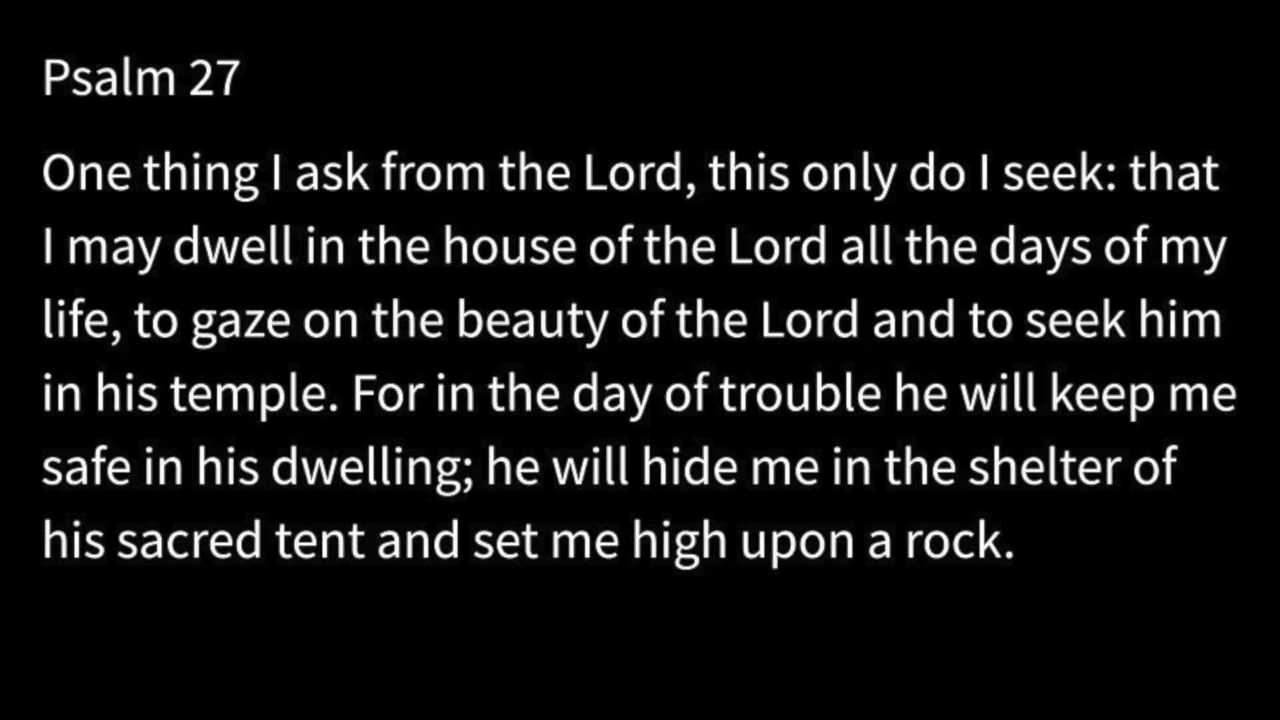 Psalm 27
One thing I ask from the Lord, this only do I seek: that
I may dwell in the house of the Lord all the days of my
life, to gaze on the beauty of the Lord and to seek him
in his temple. For in the day of trouble he will keep me
safe in his dwelling; he will hide me in the shelter of
his sacred tent and set me high upon a rock.